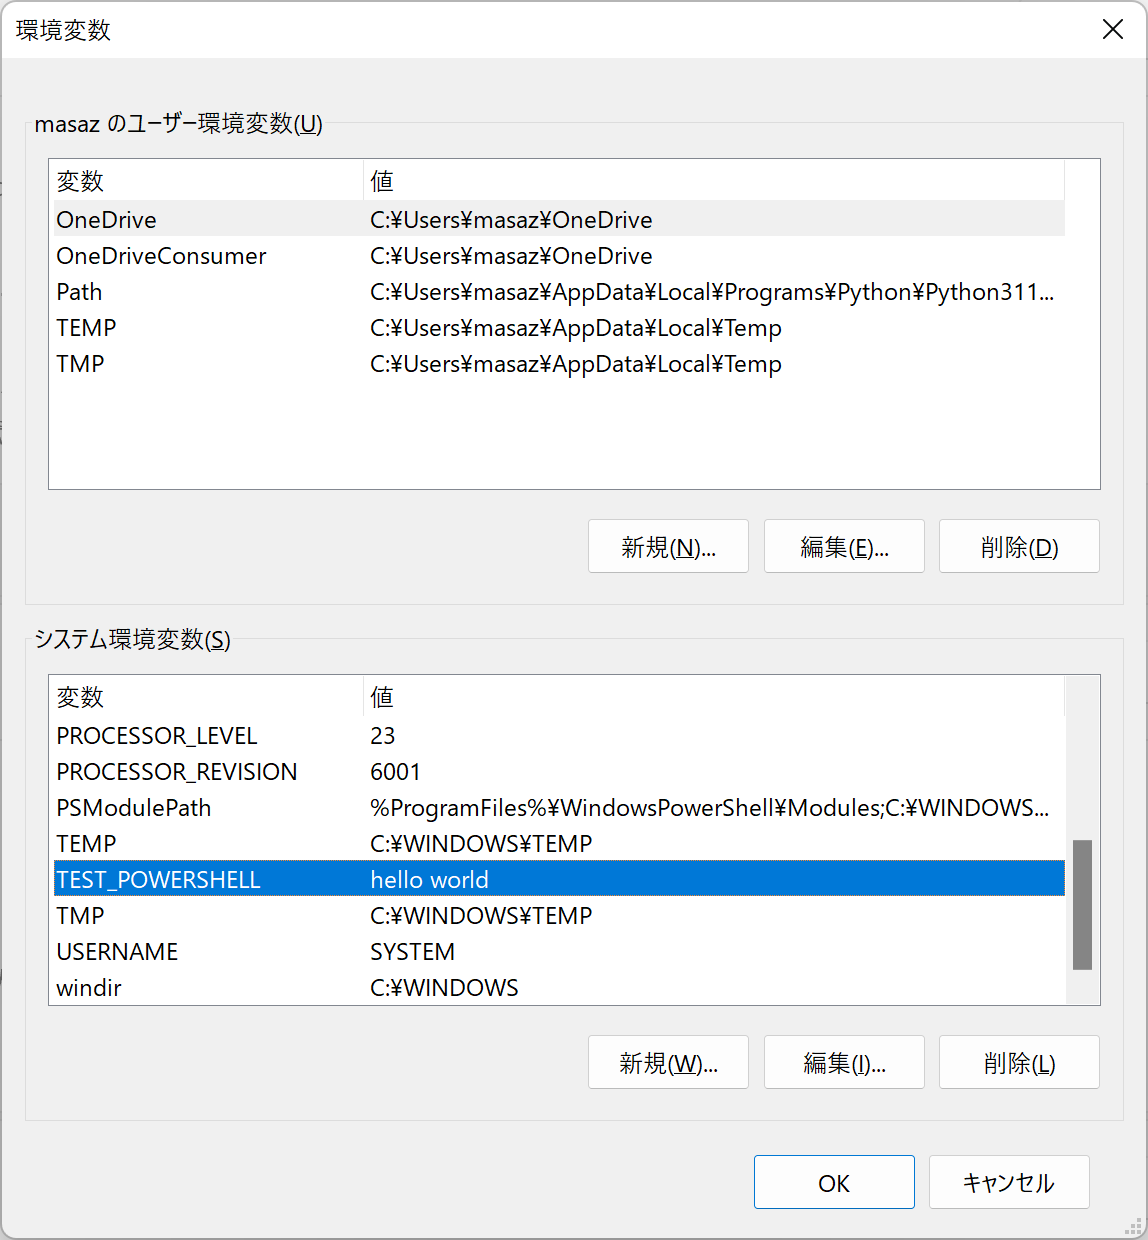 環境変数
masaz のユーザー環境変数(U)
変数 値
OneDrive C:¥Users¥masaz¥OneDrive
OneDriveConsumer C:¥Users¥masaz¥OneDrive
Path C:¥Users¥masaz¥AppData¥Local¥Programs¥Python¥Python311...
TEMP C:¥Users¥masaz¥AppData¥Local¥Temp
TMP C:¥Users¥masaz¥AppData¥Local¥Temp
新規(N)... 編集(E)... 削除(D)
システム環境変数(S)
変数 値
PROCESSOR_LEVEL 23
PROCESSOR_REVISION 6001
PSModulePath %ProgramFiles%¥WindowsPowerShell¥Modules;C:¥WINDOWS...
TEMP C:¥WINDOWS¥TEMP
TEST_POWERSHELL hello world
TMP C:¥WINDOWS¥TEMP
USERNAME SYSTEM
windir C:¥WINDOWS
新規(W)... 編集(I)... 削除(L)
OK キャンセル